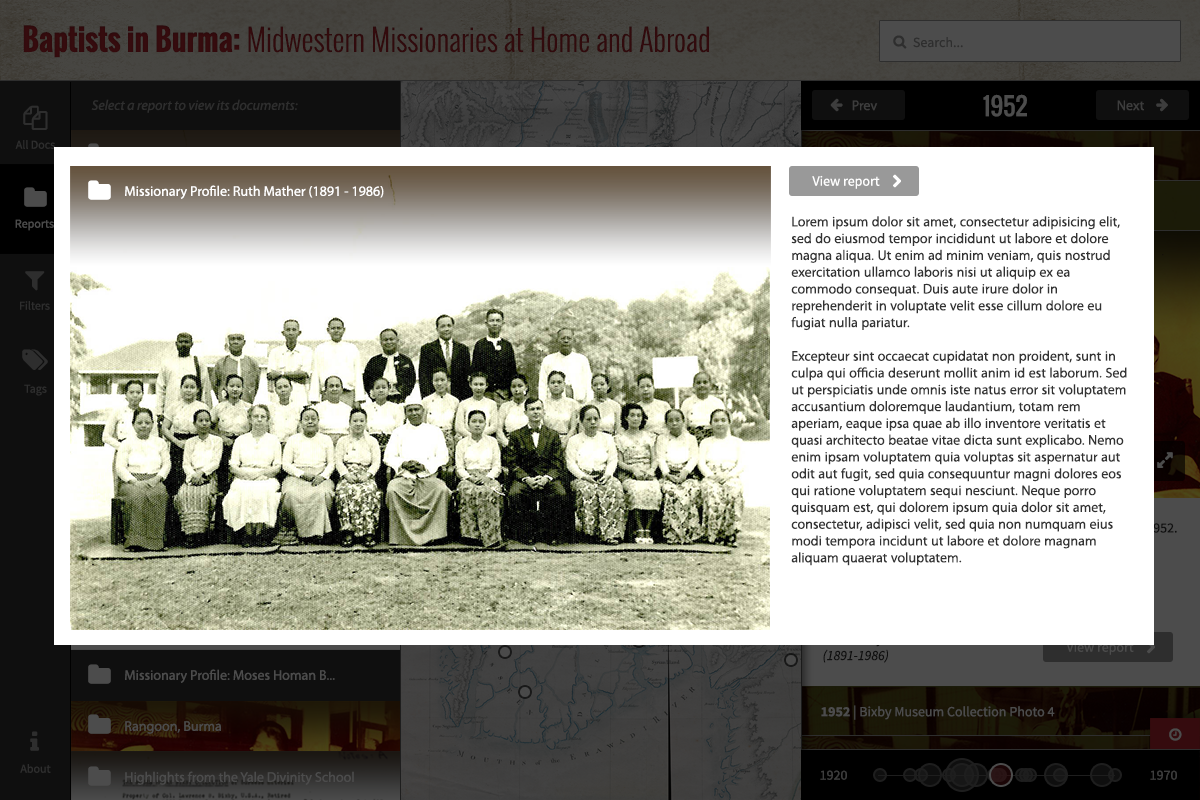 Baptists in Burma: Midwestern Missionaries at Home and Abroad
Search...
Select a report to view its documents:
Prev
1952
Next
All Docs
Reports
Filters
Tags
About
Missionary Profile: Ruth Mather (1891 - 1986)
View report
Lorem ipsum dolor sit amet, consectetur adipisicing elit,
sed do eiusmod tempor incididunt ut labore et dolore
magna aliqua. Ut enim ad minim veniam, quis nostrud
exercitation ullamco laboris nisi ut aliquip ex ea
commodo consequat. Duis aute irure dolor in
reprehenderit in voluptate velit esse cillum dolore eu
fugiat nulla pariatur.
Excepteur sint occaecat cupidatat non proident, sunt in
culpa qui officia deserunt mollit anim id est laborum. Sed
ut perspiciatis unde omnis iste natus error sit voluptatem
accusantium doloremque laudantium, totam rem
aperiam, eaque ipsa quae ab illo inventore veritatis et
quasi architecto beatae vitae dicta sunt explicabo. Nemo
enim ipsam voluptatem quia voluptas sit aspernatur aut
odit aut fugit, sed quia consequuntur magni dolores eos
qui ratione voluptatem sequi nesciunt. Neque porro
quisquam est, qui dolorem ipsum quia dolor sit amet,
consectetur, adipisci velit, sed quia non numquam eius
modi tempora incidunt ut labore et dolore magnam
aliquam quaerat voluptatem.
952.
(1891-1986)
View report
Missionary Profile: Moses Homan B...
Rangoon, Burma
Highlights from the Yale Divinity School
1952 | Bixby Museum Collection Photo 4
1920
1970